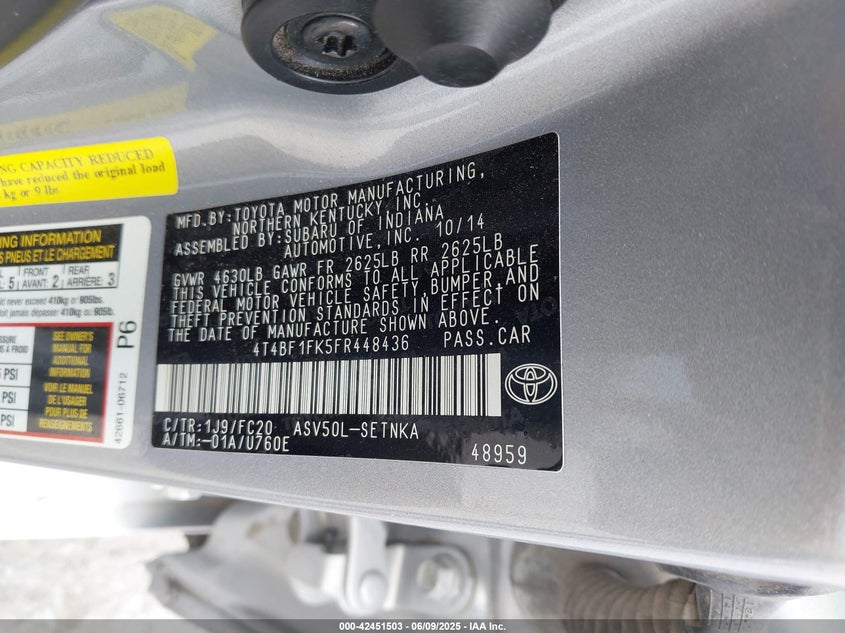 NG CAPACITY REDUCED
have reduced the original load
kg or 9 lbs
ING INFORMATION
S PNEUS ET LE CHARGEMENT
FRONT REAR
5 AVANT: 2 ARRIÈRE: 3
ld never exceed 410kg or 905lbs.
doit jamais dépasser 410kg ou 905lbs.
SEE OWNER'S
MANUAL FOR
ADDITIONAL
INFORMATION
VOIR LE MANUEL
DE L'USAGER
POUR PLUS DE
RENSEIGNEMENTS
À FROID
PSI
PSI
PSI
P6
42661-06712
MFD.BY:TOYOTA MOTOR MANUFACTURING,
NORTHERN KENTUCKY, INC.
ASSEMBLED BY:SUBARU OF INDIANA
AUTOMOTIVE,INC. 10/14
GVWR 4630LB GAWR FR 2625LB RR 2625LB
THIS VEHICLE CONFORMS TO ALL APPLICABLE
FEDERAL MOTOR VEHICLE SAFETY,BUMPER,AND
THEFT PREVENTION STANDARDS IN EFFECT ON
THE DATE OF MANUFACTURE SHOWN ABOVE.
4T4BF1FK5FR448436 PASS.CAR
C/TR:1J9/FC20 ASV50L-SETNKA
A/TM:-01A/U760E
48959
000-42451503 - 06/09/2025 - IAA Inc.